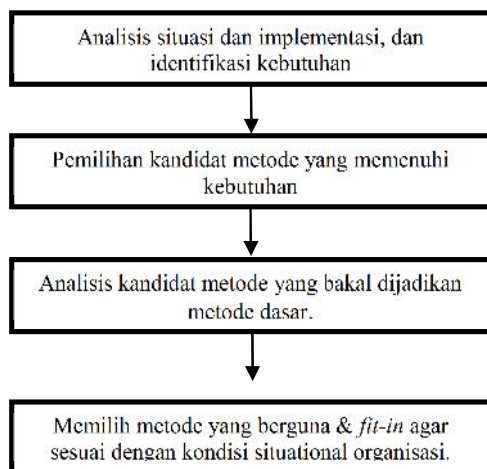 Analisis situasi dan implementasi, dan
identifikasi kebutuhan
Pemilihan kandidat metode yang memenuhi
kebutuhan
Analisis kandidat metode yang bakal dijadikan
metode dasar.
Memilih metode yang berguna & fit-in agar
sesuai dengan kondisi situational organisasi.